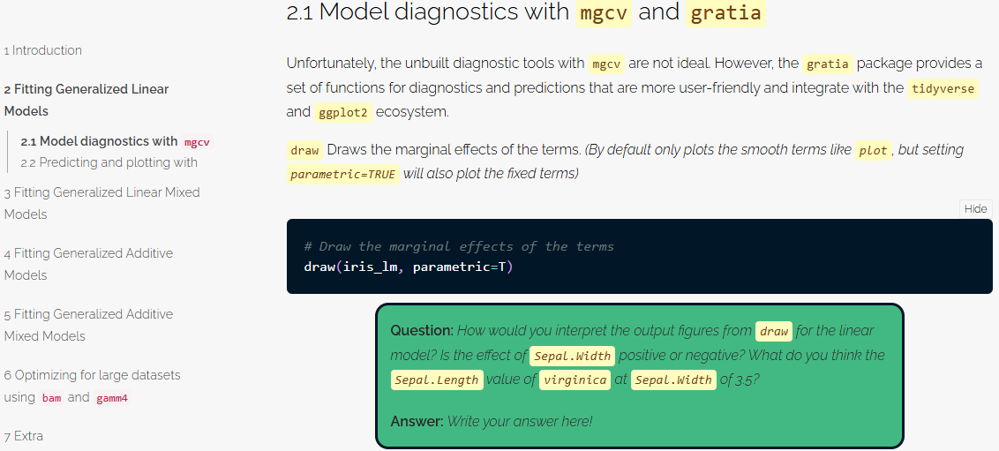 2.1 Model diagnostics with mgcv and gratia
1 Introduction
2 Fitting Generalized Linear
Models
2.1 Model diagnostics with mgcv
2.2 Predicting and plotting with
3 Fitting Generalized Linear Mixed
Models
4 Fitting Generalized Additive
Models
5 Fitting Generalized Additive
Mixed Models
6 Optimizing for large datasets
using bam and gamm4
7 Extra
Unfortunately, the unbuilt diagnostic tools with mgcv are not ideal. However, the gratia package provides a
set of functions for diagnostics and predictions that are more user-friendly and integrate with the tidyverse
and ggplot2 ecosystem.
draw Draws the marginal effects of the terms. (By default only plots the smooth terms like plot, but setting
parametric=TRUE will also plot the fixed terms)
Hide
# Draw the marginal effects of the terms
draw(iris_lm, parametric=T)
Question: How would you interpret the output figures from draw for the linear
model? Is the effect of Sepal.Width positive or negative? What do you think the
Sepal.Length value of virginica at Sepal.Width of 3.5?
Answer: Write your answer here!